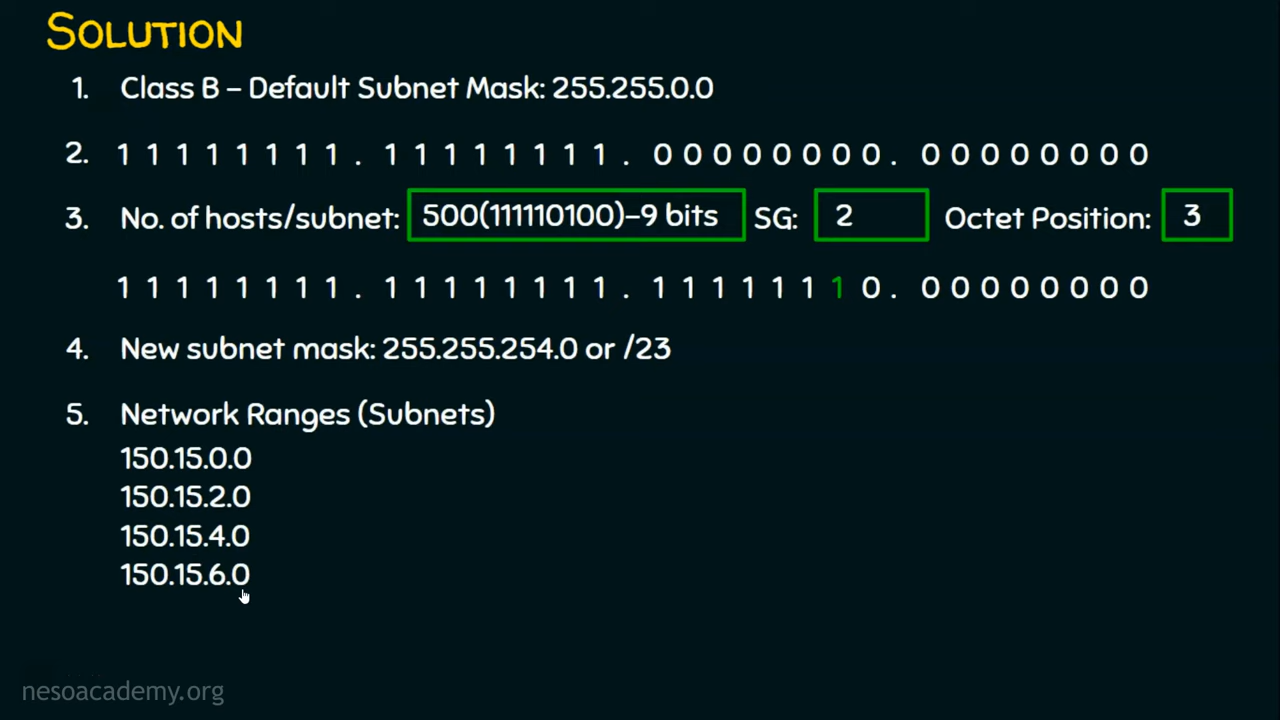 SOLUTION
1. Class B – Default Subnet Mask: 255.255.0.0
2. 1 1 1 1 1 1 1 1 . 1 1 1 1 1 1 1 1 . 0 0 0 0 0 0 0 0 . 0 0 0 0 0 0 0 0
3. No. of hosts/subnet: 500(111110100)–9 bits SG: 2 Octet Position: 3
1 1 1 1 1 1 1 1 . 1 1 1 1 1 1 1 1 . 1 1 1 1 1 1 1 0 . 0 0 0 0 0 0 0 0
4. New subnet mask: 255.255.254.0 or /23
5. Network Ranges (Subnets)
150.15.0.0
150.15.2.0
150.15.4.0
150.15.6.0
nesoacademy.org